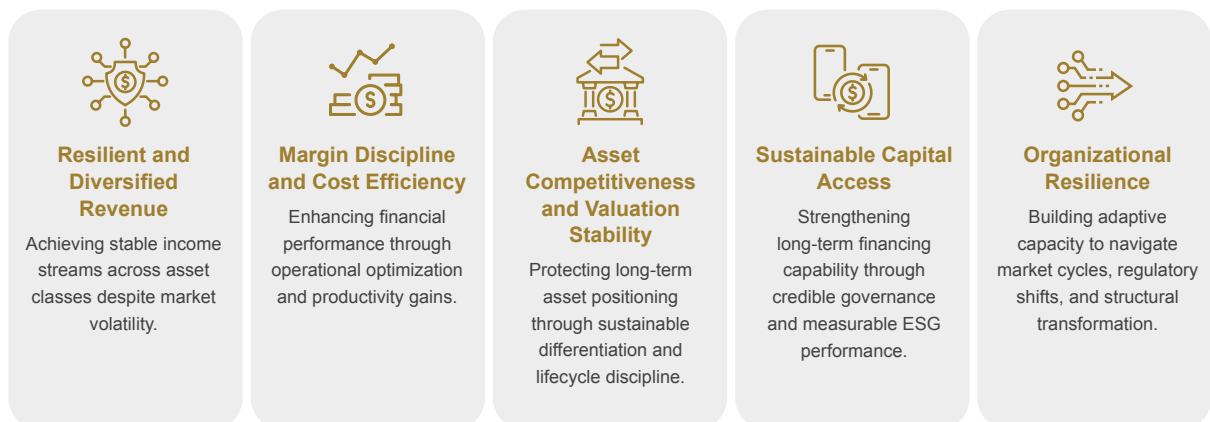 Resilient and
Diversified
Revenue
Achieving stable income
streams across asset
classes despite market
volatility.
Margin Discipline
and Cost Efficiency
Enhancing financial
performance through
operational optimization
and productivity gains.
Asset
Competitiveness
and Valuation
Stability
Protecting long-term
asset positioning
through sustainable
differentiation and
lifecycle discipline.
Sustainable Capital
Access
Strengthening
long-term financing
capability through
credible governance
and measurable ESG
performance.
Organizational
Resilience
Building adaptive
capacity to navigate
market cycles, regulatory
shifts, and structural
transformation.